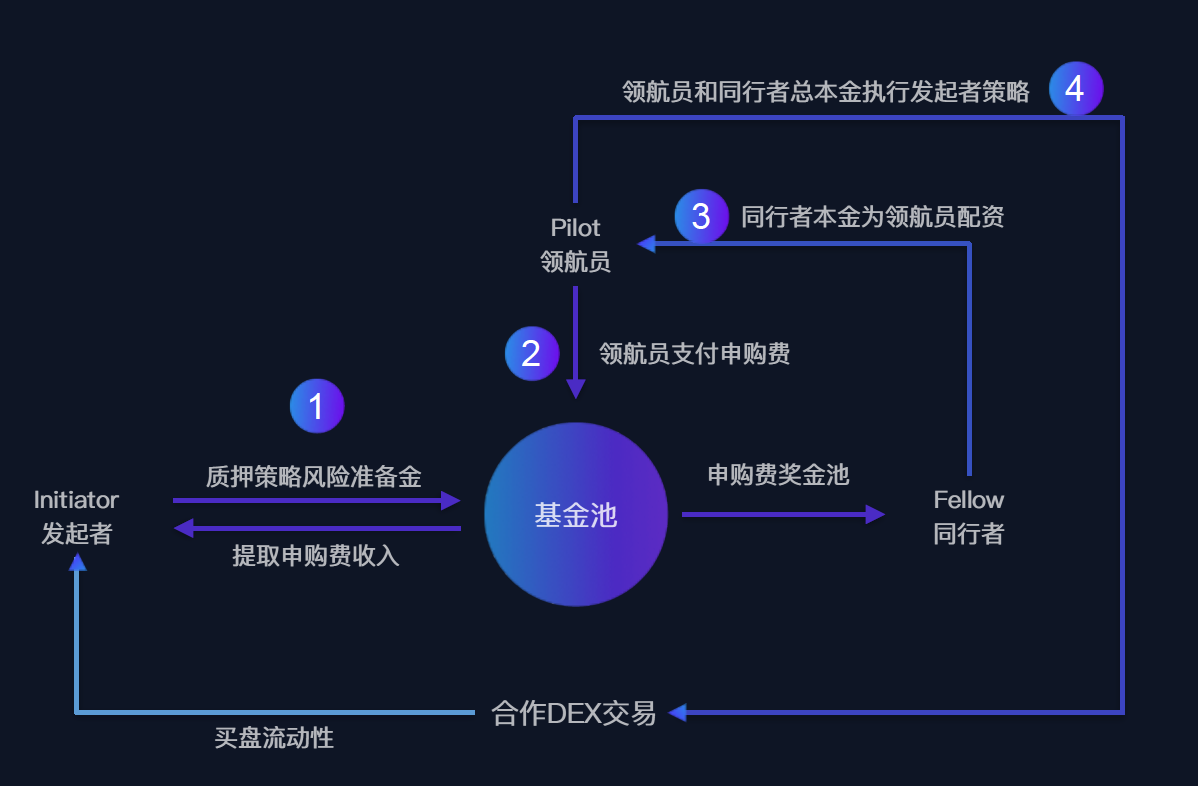 领航员和同行者总本金执行发起者策略
4
3
同行者本金为领航员配资
Pilot
领航员
2
领航员支付申购费
1
质押策略风险准备金
申购费奖金池
Initiator
发起者
基金池
Fellow
同行者
提取申购费收入
合作DEX交易
买盘流动性